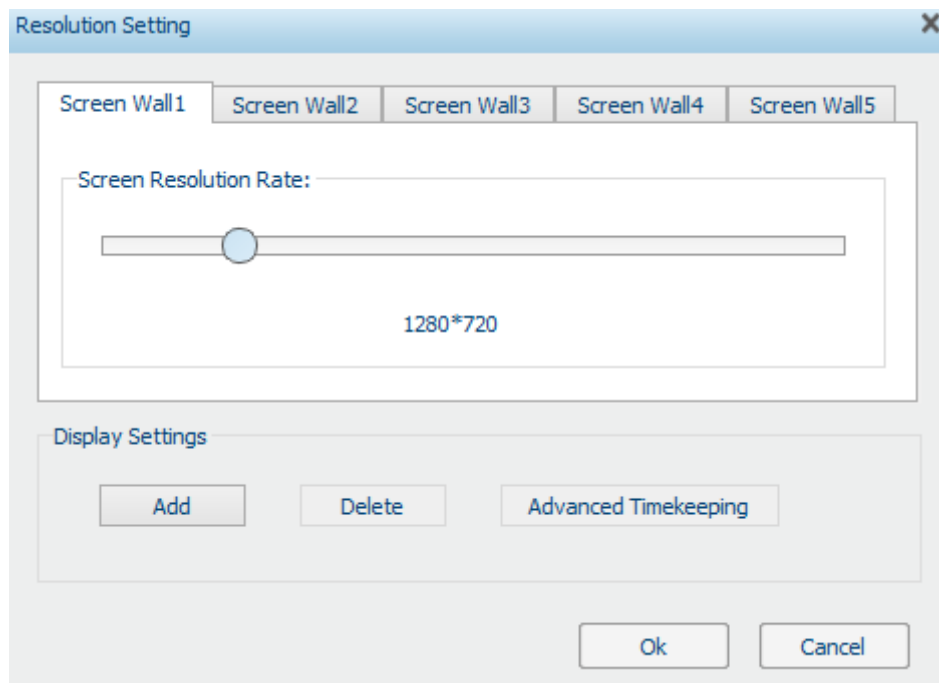 Resolution Setting
Screen Wall1 Screen Wall2 Screen Wall3 Screen Wall4 Screen Wall5
Screen Resolution Rate:
1280*720
Display Settings
Add Delete Advanced Timekeeping
Ok Cancel